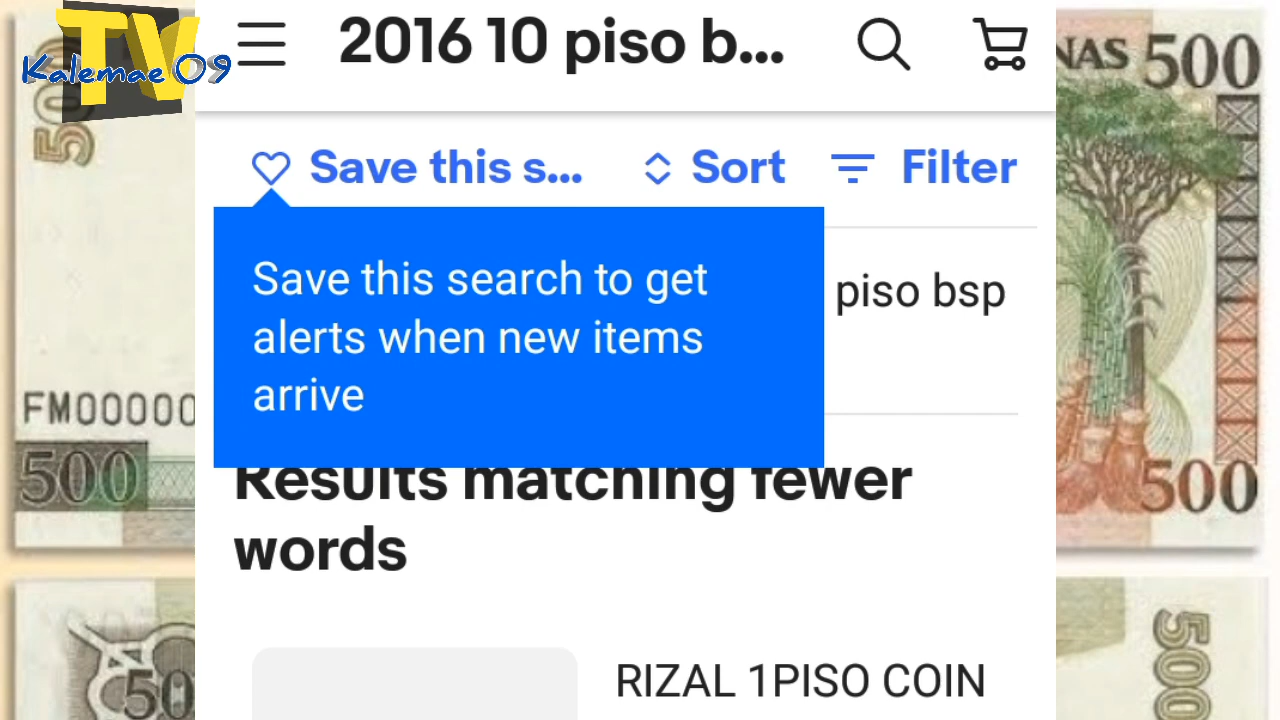 TV
Kalemae 09
2016 10 piso b...
Save this s...
Sort
Filter
Save this search to get
alerts when new items
arrive
piso bsp
Results matching fewer
words
RIZAL 1PISO COIN
500
FM00000
500
NAS 500
500
50
500